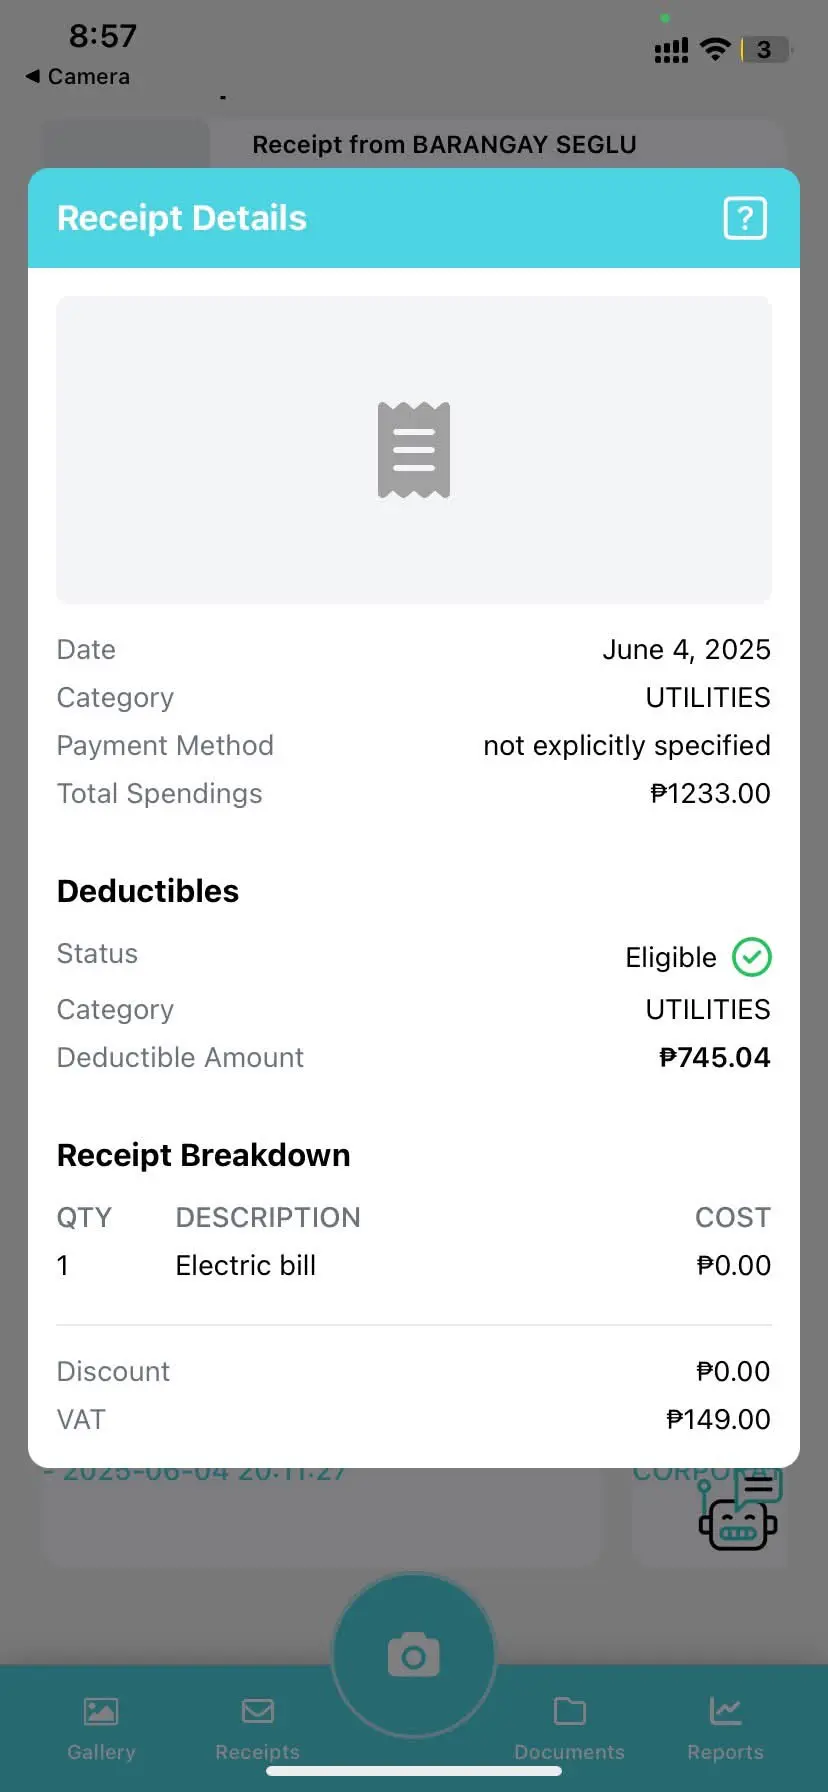 8:57
3
◀ Camera
Receipt from BARANGAY SEGLU
Receipt Details
?
Date June 4, 2025
Category UTILITIES
Payment Method not explicitly specified
Total Spendings ₱1233.00
Deductibles
Status Eligible
Category UTILITIES
Deductible Amount ₱745.04
Receipt Breakdown
QTY DESCRIPTION COST
1 Electric bill ₱0.00
Discount ₱0.00
VAT ₱149.00
- 2025-06-04 20:11:27
Gallery Receipts Documents Reports